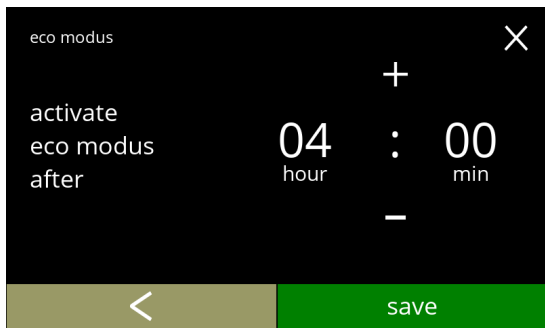 eco modus
+
activate
eco modus
after
04 : 00
hour min
-
< save